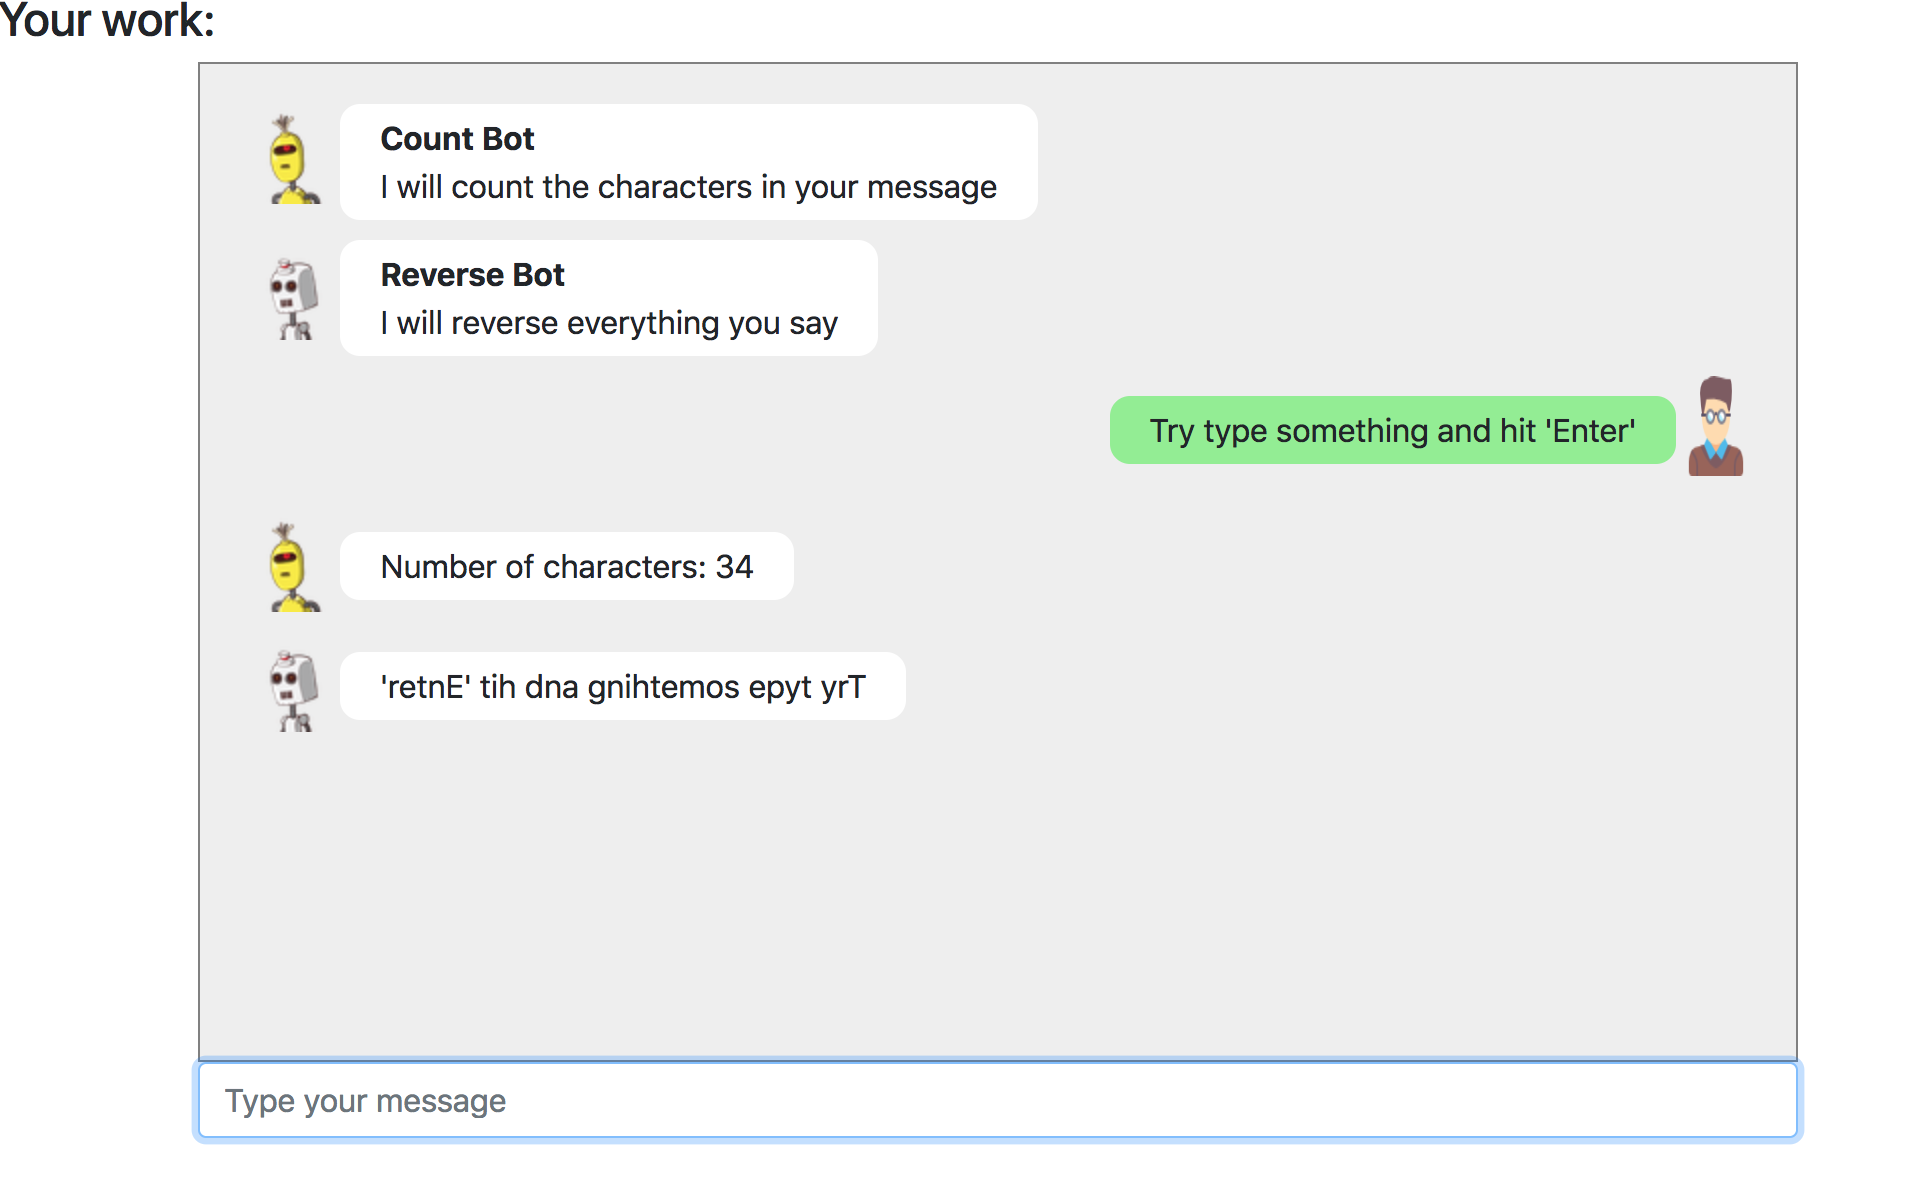 Your work:
Count Bot
I will count the characters in your message
Reverse Bot
I will reverse everything you say
Try type something and hit 'Enter'
Number of characters: 34
'retnE' tih dna gnihtemos epyt yrT
Type your message